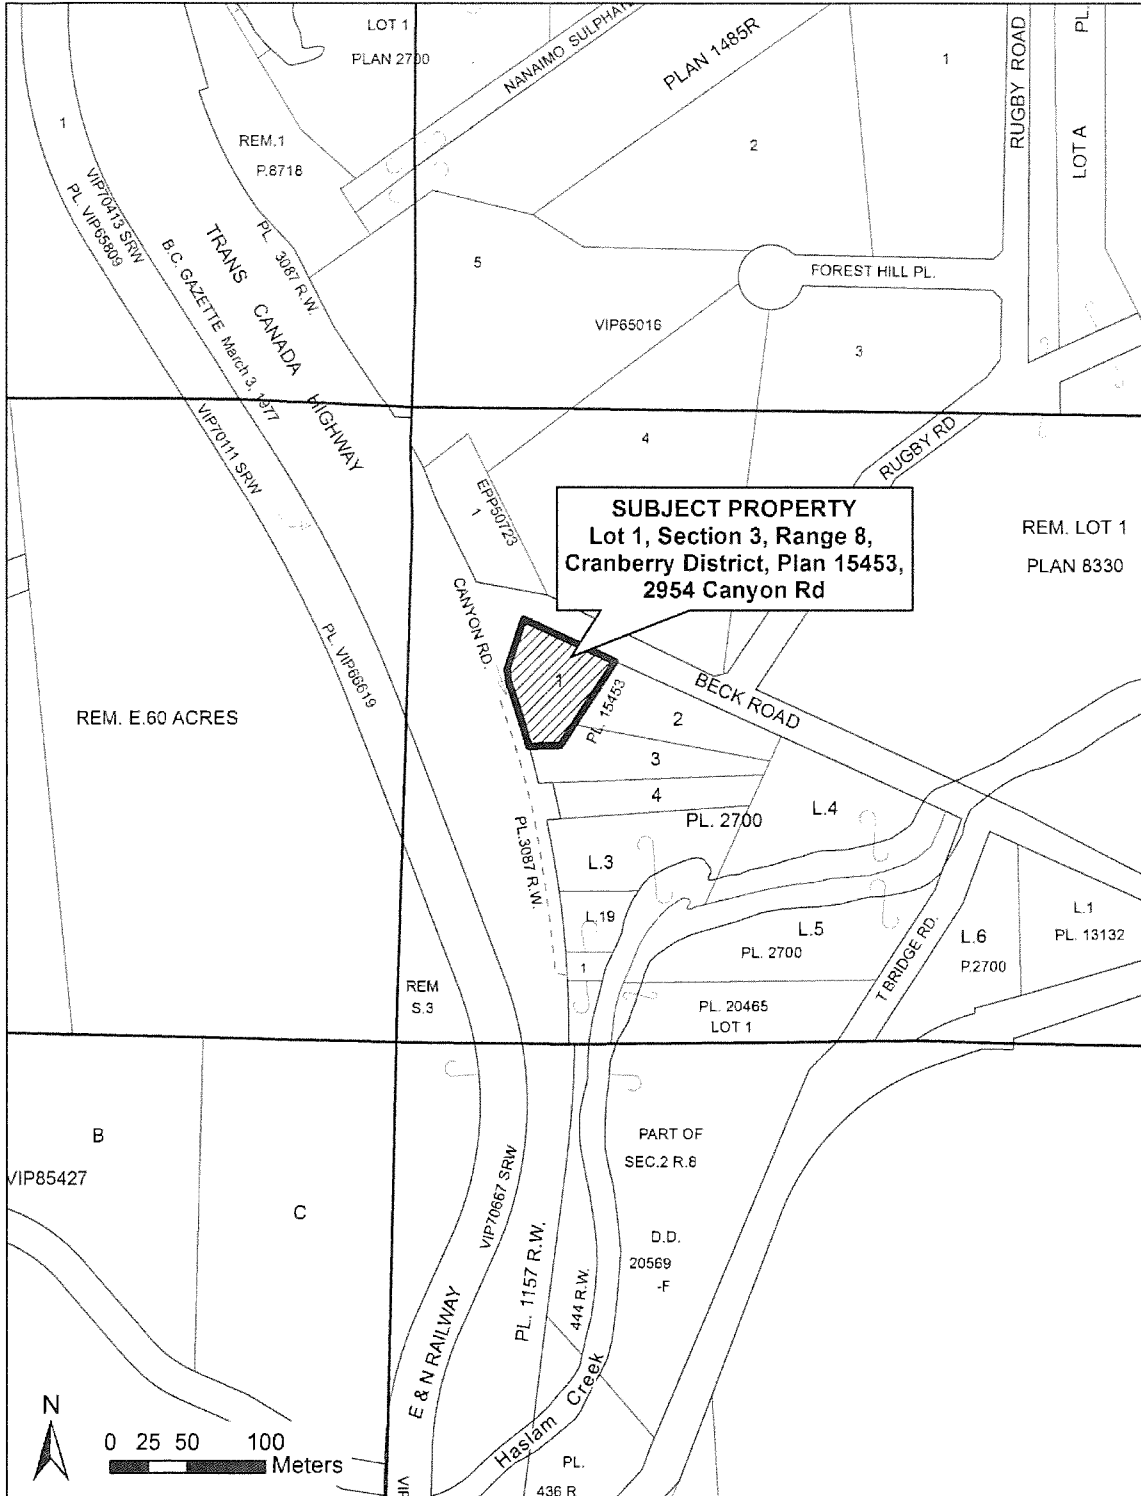 LOT 1
PLAN 2700
NANAIMO SULPHATE
PLAN 1485R
1
RUGBY ROAD
LOT A
PL.
1
REM.1
P.8718
2
VIP70413 SRW
PL. VIP65809
B.C. GAZETTE March 3, 1977
TRANS CANADA HIGHWAY
PL. 3087 R.W.
5
FOREST HILL PL.
VIP65016
3
VIP70111 SRW
4
RUGBY RD
EPP50723
1
SUBJECT PROPERTY
Lot 1, Section 3, Range 8,
Cranberry District, Plan 15453,
2954 Canyon Rd
REM. LOT 1
PLAN 8330
CANYON RD.
PL. VIP66619
1
PL. 15453
BECK ROAD
REM. E.60 ACRES
2
3
4
PL. 2700
L.4
PL.3087 R.W.
L.3
L.19
L.5
PL. 2700
T BRIDGE RD.
L.6
P.2700
L.1
PL. 13132
1
REM
S.3
PL. 20465
LOT 1
B
VIP85427
C
PART OF
SEC.2 R.8
VIP70667 SRW
D.D.
20569
-F
PL. 1157 R.W.
444 R.W.
E & N RAILWAY
Haslam Creek
N
0 25 50 100
Meters
PL.
436 R
VIP